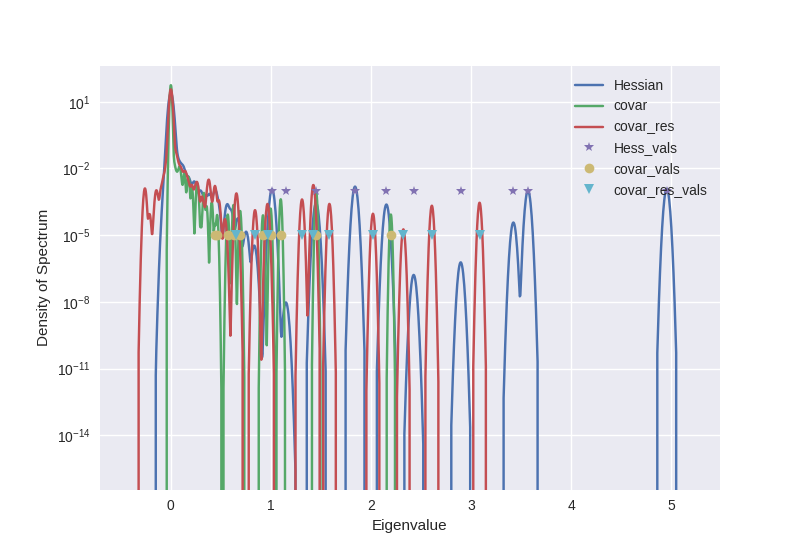 Hessian
covar
covar_res
Hess_vals
covar_vals
covar_res_vals
10^1
10^-2
10^-5
10^-8
10^-11
10^-14
Density of Spectrum
0 1 2 3 4 5
Eigenvalue